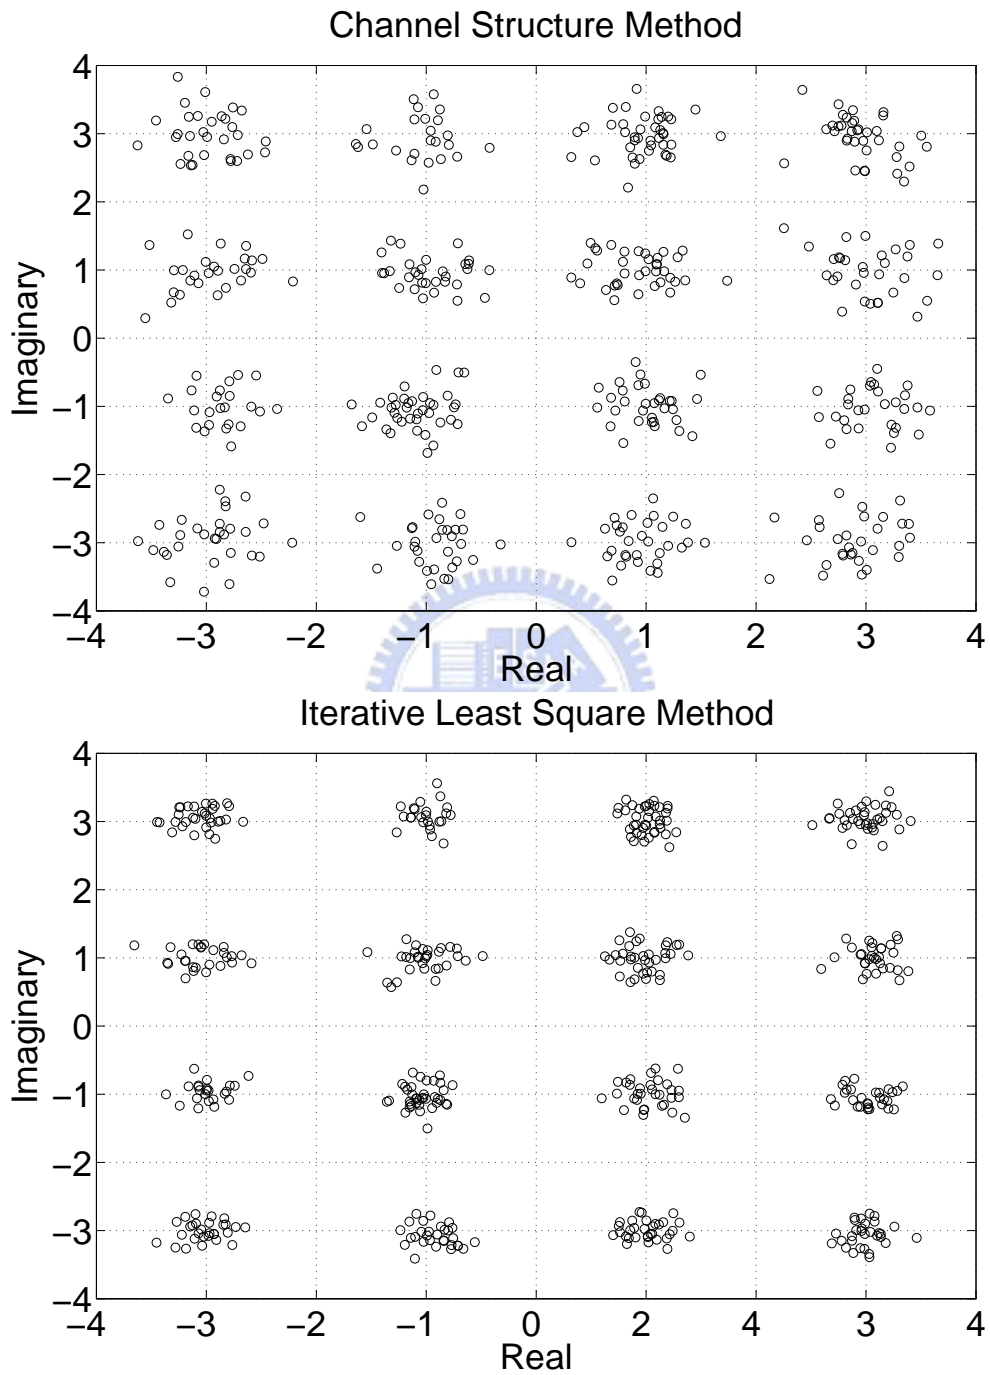 Channel Structure Method
4
3
2
1
0
−1
−2
−3
−4
Imaginary
−4 −3 −2 −1 0 1 2 3 4
Real
Iterative Least Square Method
4
3
2
1
0
−1
−2
−3
−4
Imaginary
−4 −3 −2 −1 0 2 4 3 4
Real